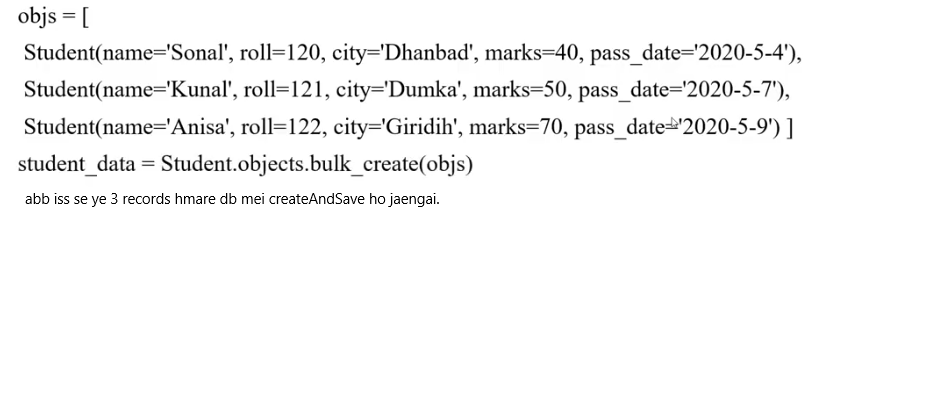 objs = [
Student(name='Sonal', roll=120, city='Dhanbad', marks=40, pass_date='2020-5-4'),
Student(name='Kunal', roll=121, city='Dumka', marks=50, pass_date='2020-5-7'),
Student(name='Anisa', roll=122, city='Giridih', marks=70, pass_date='2020-5-9') ]
student_data = Student.objects.bulk_create(objs)
abb iss se ye 3 records hmare db mei createAndSave ho jaengai.